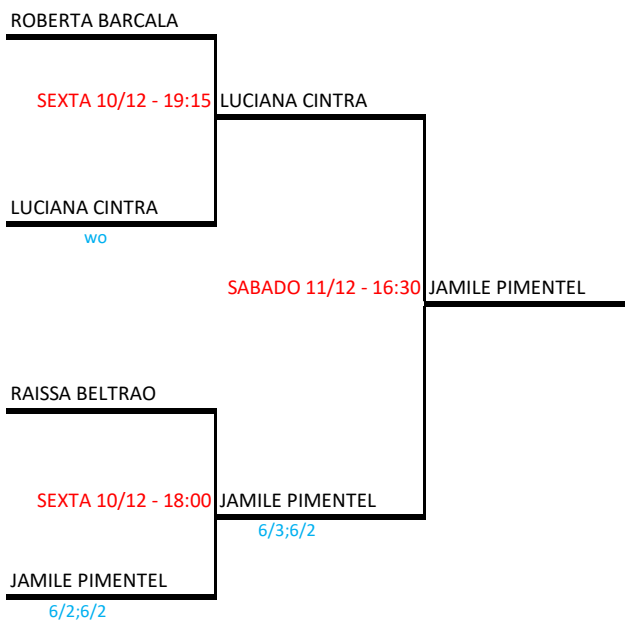 ROBERTA BARCALA
SEXTA 10/12 - 19:15 LUCIANA CINTRA
LUCIANA CINTRA
wo
SABADO 11/12 - 16:30 JAMILE PIMENTEL
RAISSA BELTRAO
SEXTA 10/12 - 18:00 JAMILE PIMENTEL
6/3;6/2
JAMILE PIMENTEL
6/2;6/2